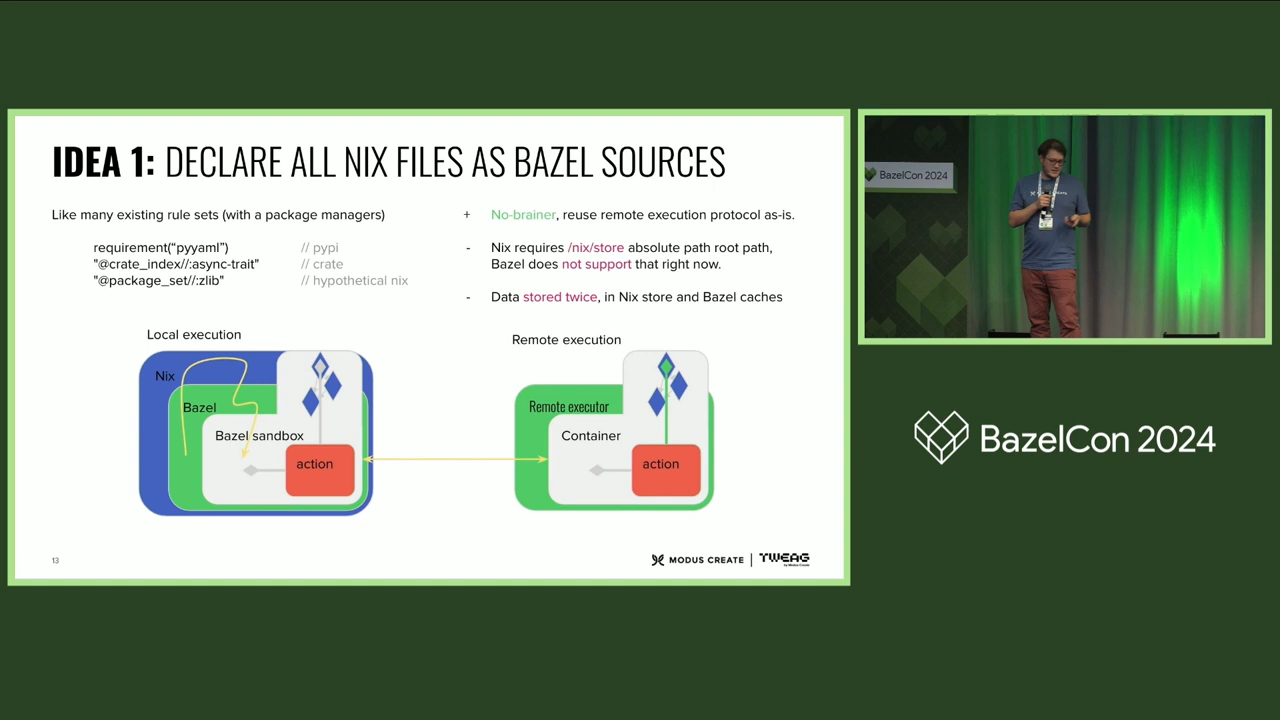 IDEA 1: DECLARE ALL NIX FILES AS BAZEL SOURCES
Like many existing rule sets (with a package managers)
requirement(“pyyaml”) // pypi
"@crate_index//:async-trait" // crate
"@package_set//:zlib" // hypothetical nix
+ No-brainer, reuse remote execution protocol as-is.
- Nix requires /nix/store absolute path root path,
Bazel does not support that right now.
- Data stored twice, in Nix store and Bazel caches
Local execution
Nix
Bazel
Bazel sandbox
action
Remote execution
Remote executor
Container
action
13
MODUS CREATE | TWEAG
by Modus Create
BazelCon 2024
BazelCon 2024